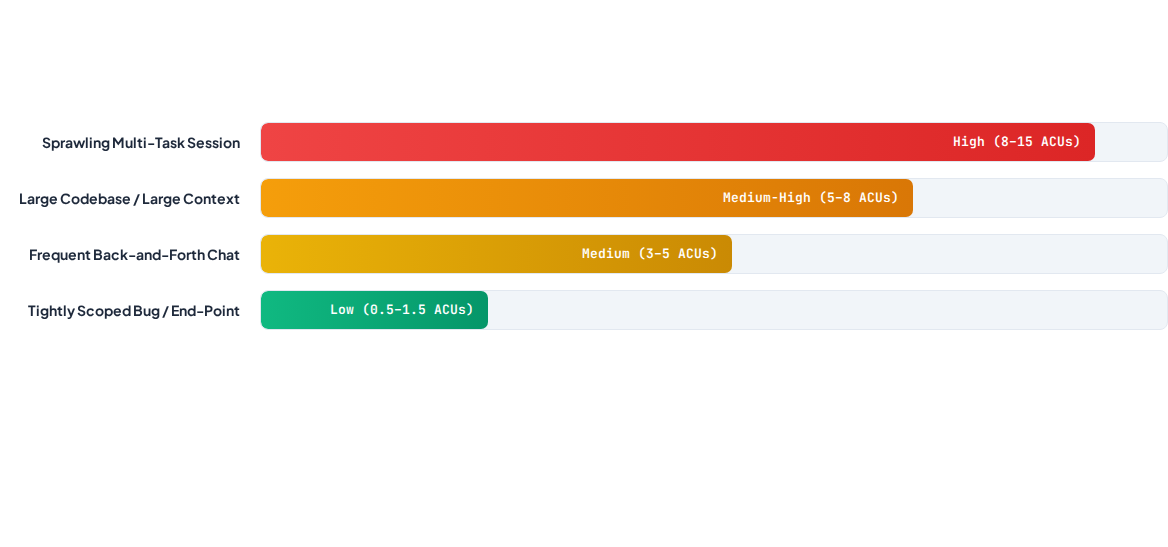 Sprawling Multi-Task Session
High (8–15 ACUs)
Large Codebase / Large Context
Medium-High (5–8 ACUs)
Frequent Back-and-Forth Chat
Medium (3–5 ACUs)
Tightly Scoped Bug / End-Point
Low (0.5–1.5 ACUs)